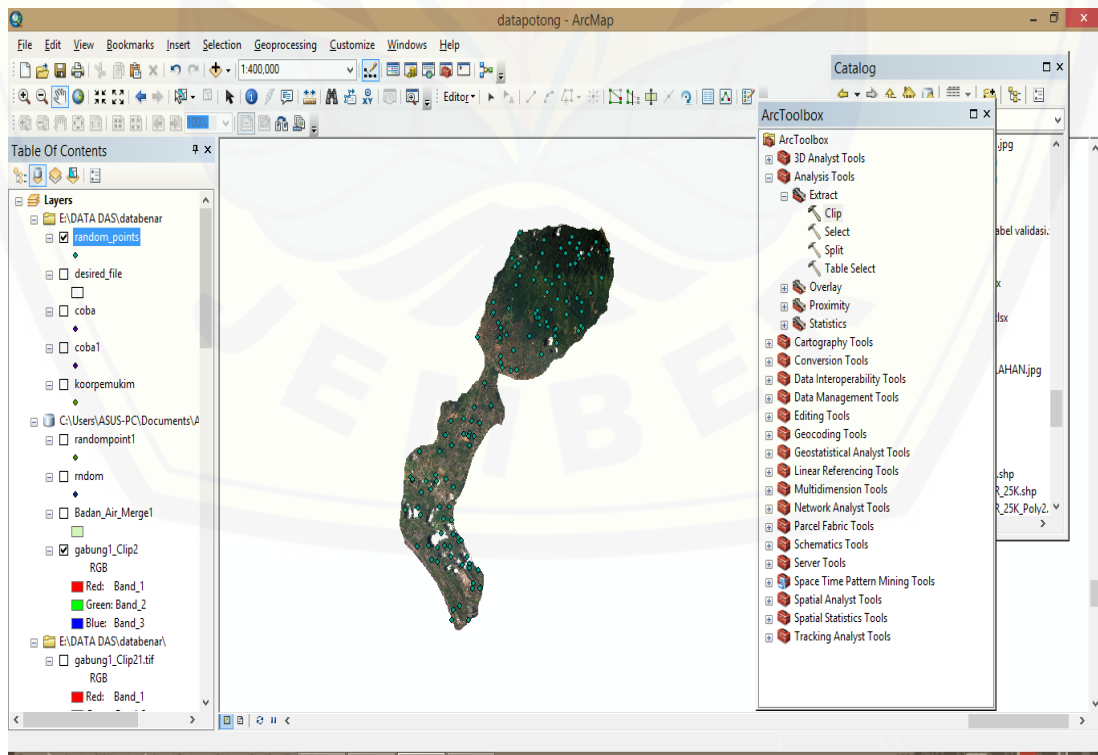 datapotong - ArcMap
File Edit View Bookmarks Insert Selection Geoprocessing Customize Windows Help
1:400,000
Editor
100%
Table Of Contents
Layers
E:\DATA DAS\databenar
random_points
desired_file
coba
coba1
koorpemukim
C:\Users\ASUS-PC\Documents\A
randompoint1
rndom
Badan_Air_Merge1
gabung1_Clip2
RGB
Red: Band_1
Green: Band_2
Blue: Band_3
E:\DATA DAS\databenar\
gabung1_Clip21.tif
RGB
Red: Band_1
Catalog
.jpg
abel validasi.
x
lsx
.AHAN.jpg
.shp
R_25K.shp
R_25K_Poly2.
ArcToolbox
ArcToolbox
3D Analyst Tools
Analysis Tools
Extract
Clip
Select
Split
Table Select
Overlay
Proximity
Statistics
Cartography Tools
Conversion Tools
Data Interoperability Tools
Data Management Tools
Editing Tools
Geocoding Tools
Geostatistical Analyst Tools
Linear Referencing Tools
Multidimension Tools
Network Analyst Tools
Parcel Fabric Tools
Schematics Tools
Server Tools
Space Time Pattern Mining Tools
Spatial Analyst Tools
Spatial Statistics Tools
Tracking Analyst Tools